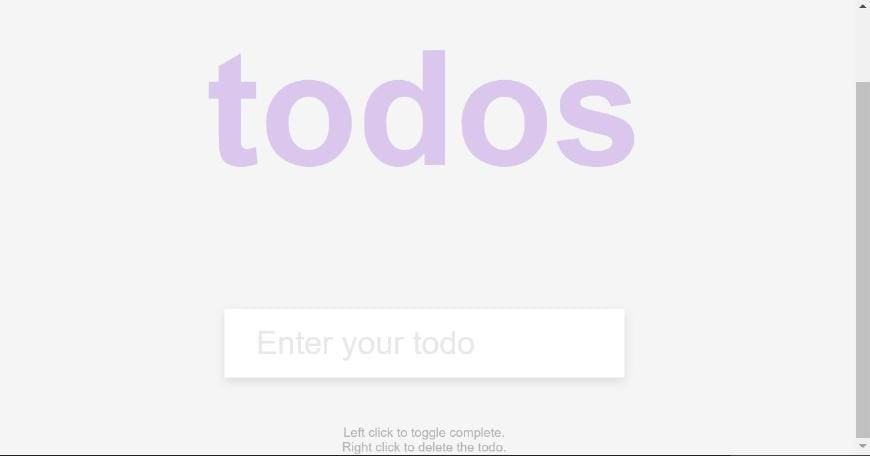 todos
Enter your todo
Left click to toggle complete.
Right click to delete the todo.